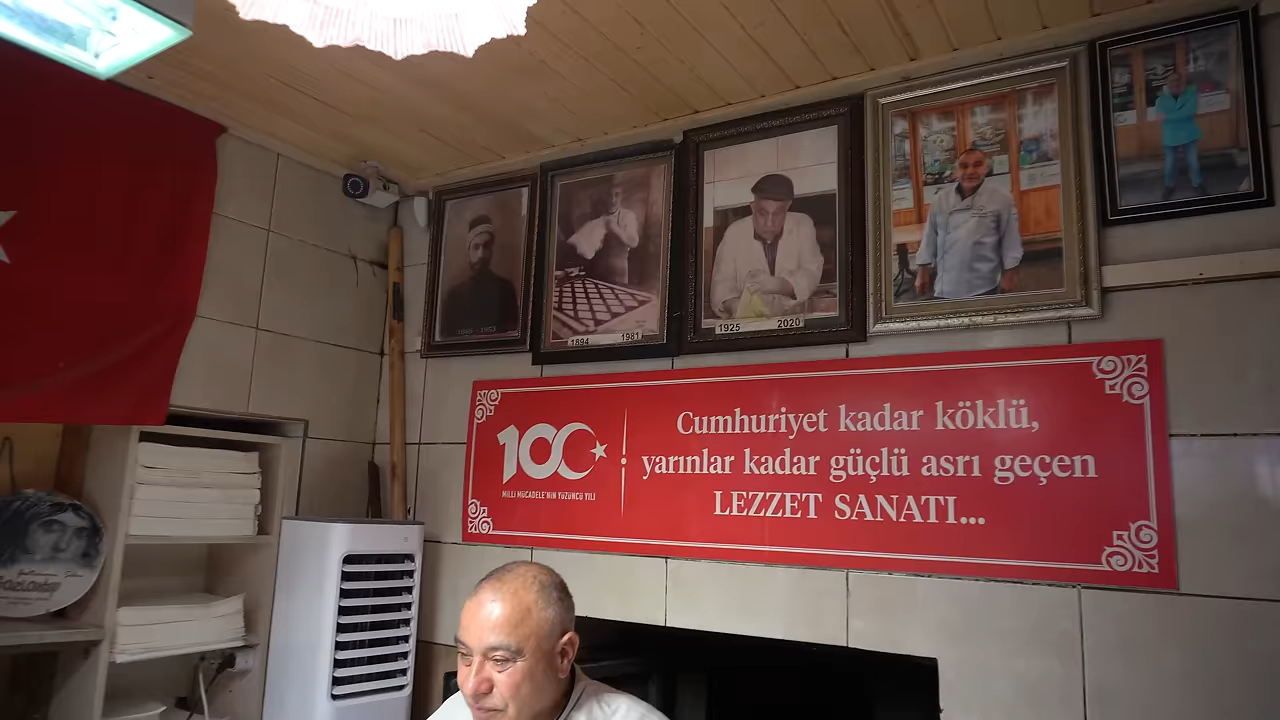 1894 1981
1925 2020
100
MİLLİ MÜCADELE'NİN YÜZÜNCÜ YILI
Cumhuriyet kadar köklü,
yarınlar kadar güçlü asrı geçen
LEZZET SANATI...